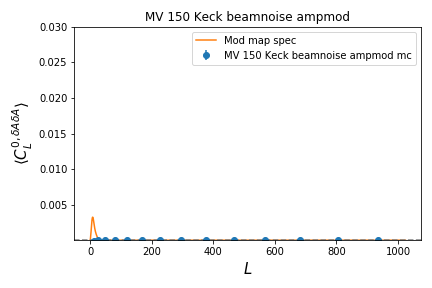 MV 150 Keck beamnoise ampmod
Mod map spec
MV 150 Keck beamnoise ampmod mc
⟨C_L^{0, δAδA}⟩
0.030
0.025
0.020
0.015
0.010
0.005
0 200 400 600 800 1000
L